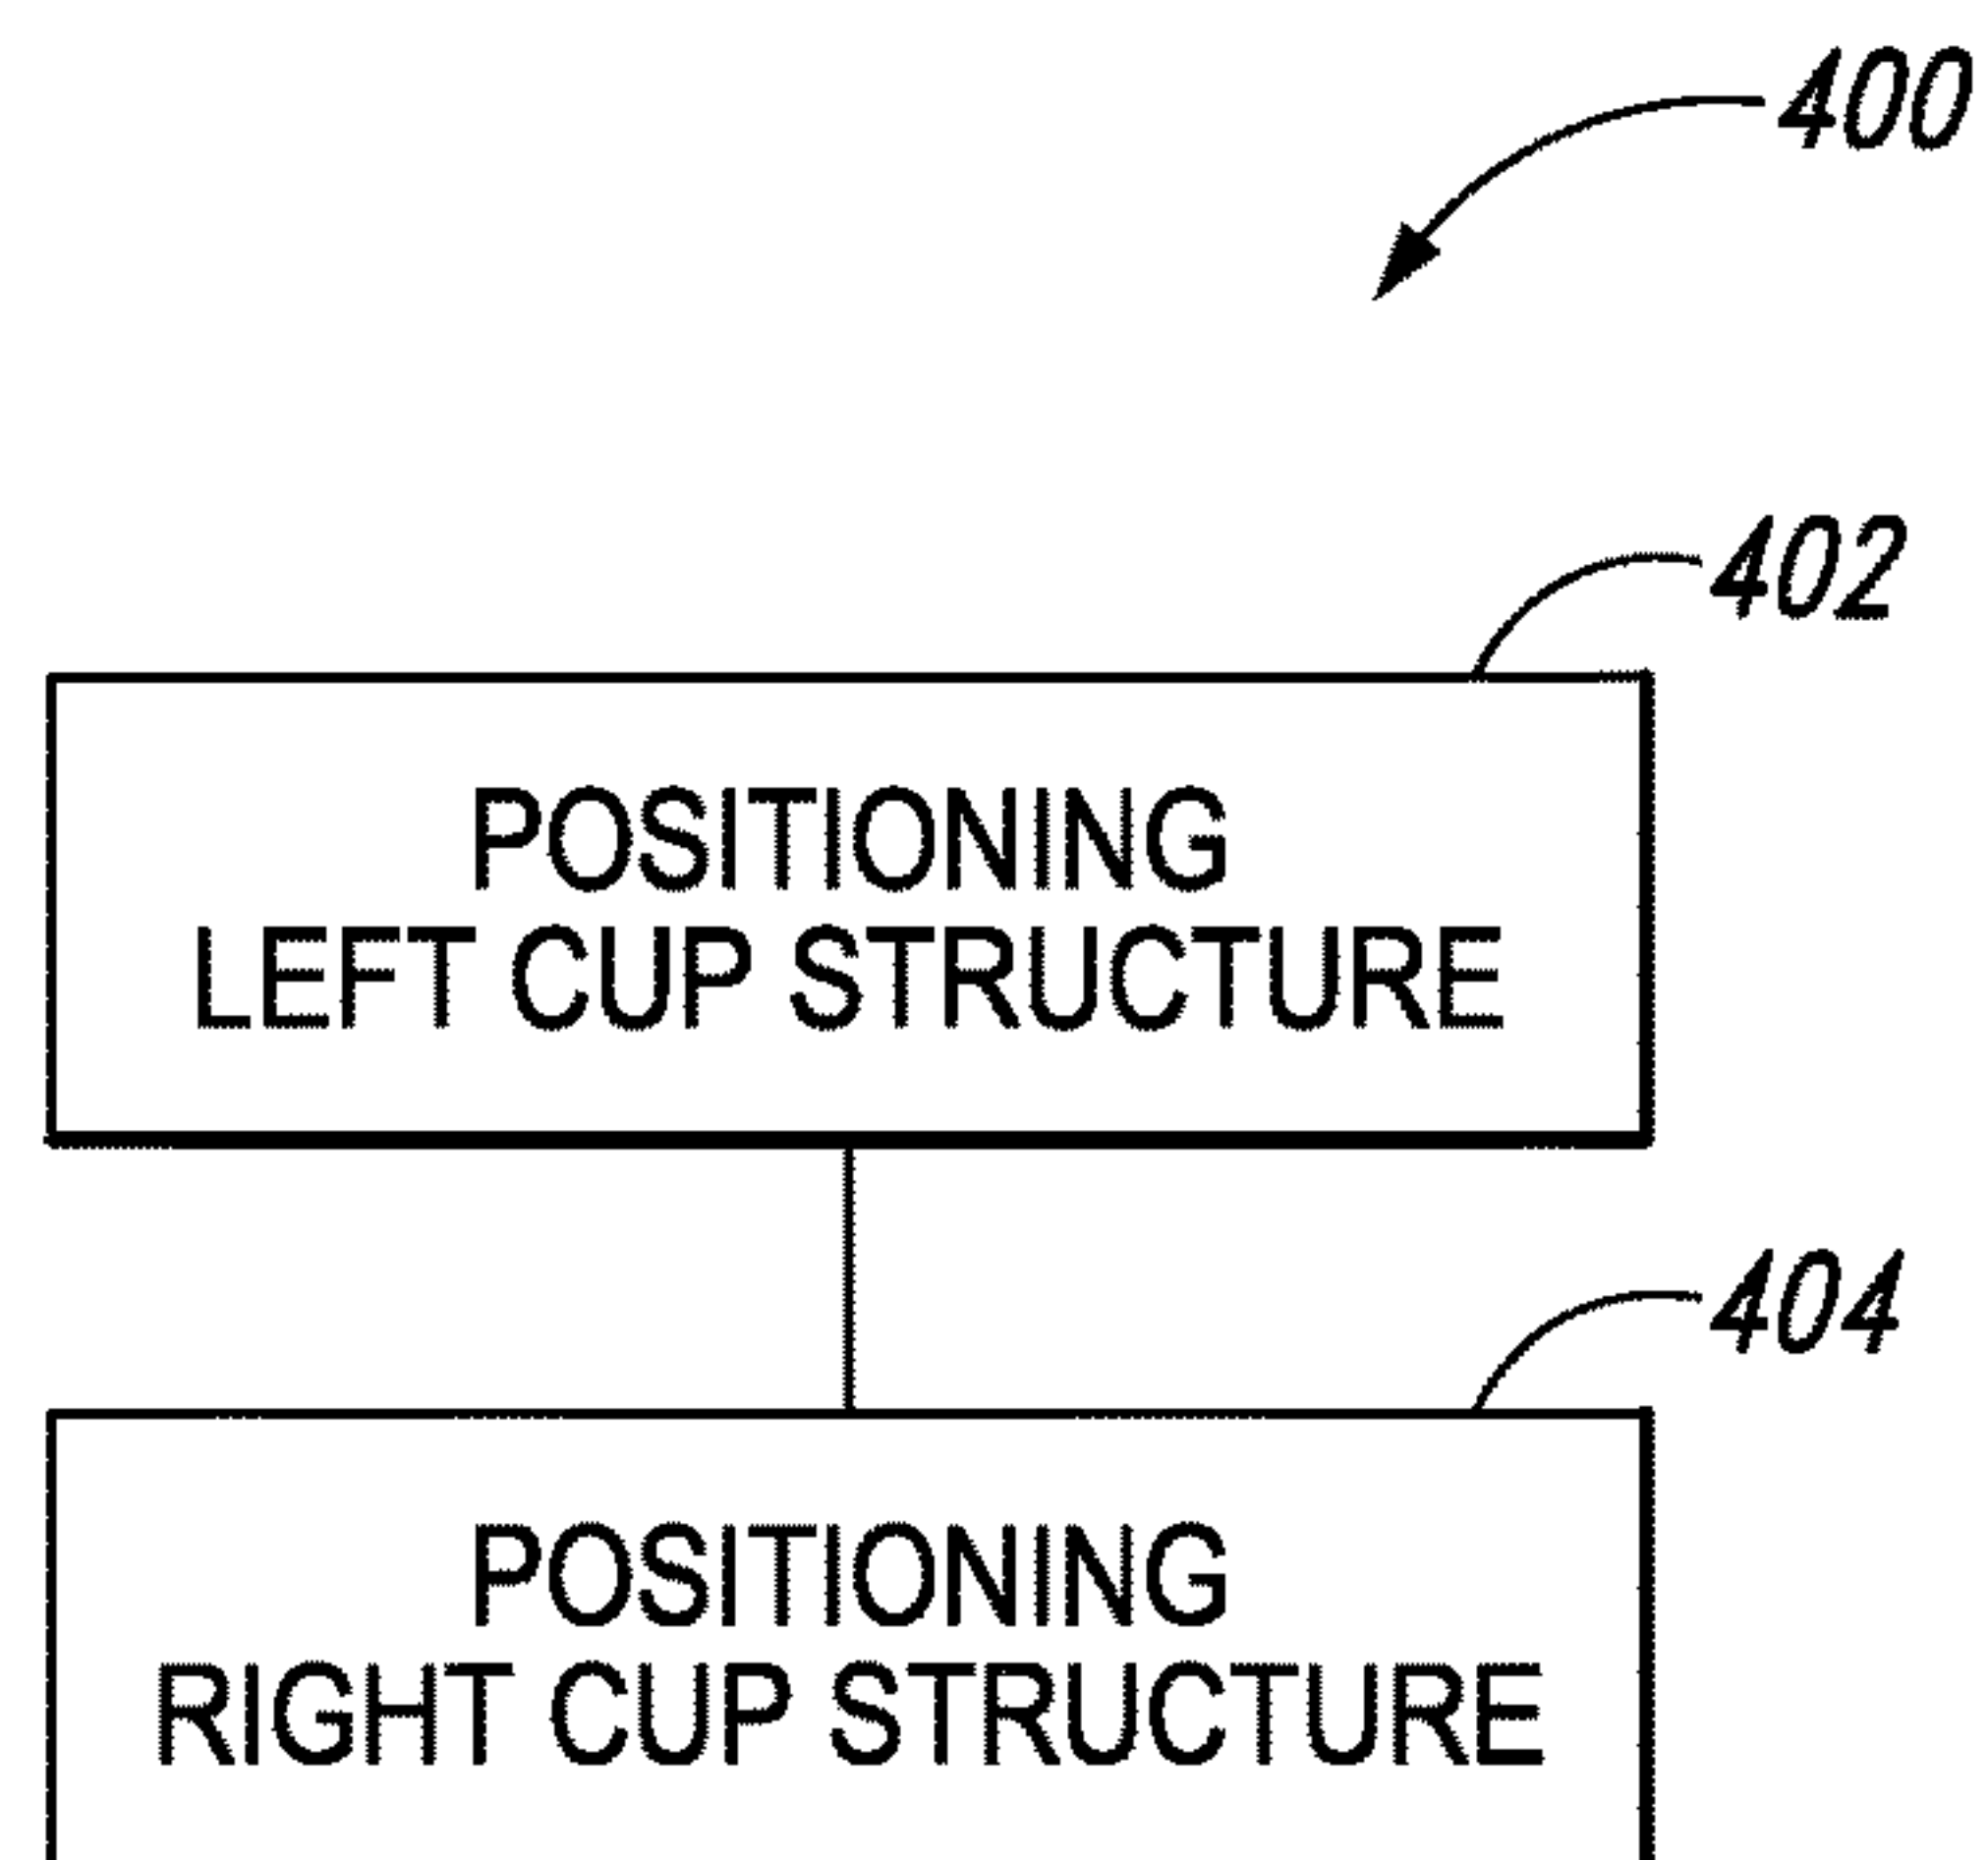 400
402
POSITIONING
LEFT CUP STRUCTURE
404
POSITIONING
RIGHT CUP STRUCTURE